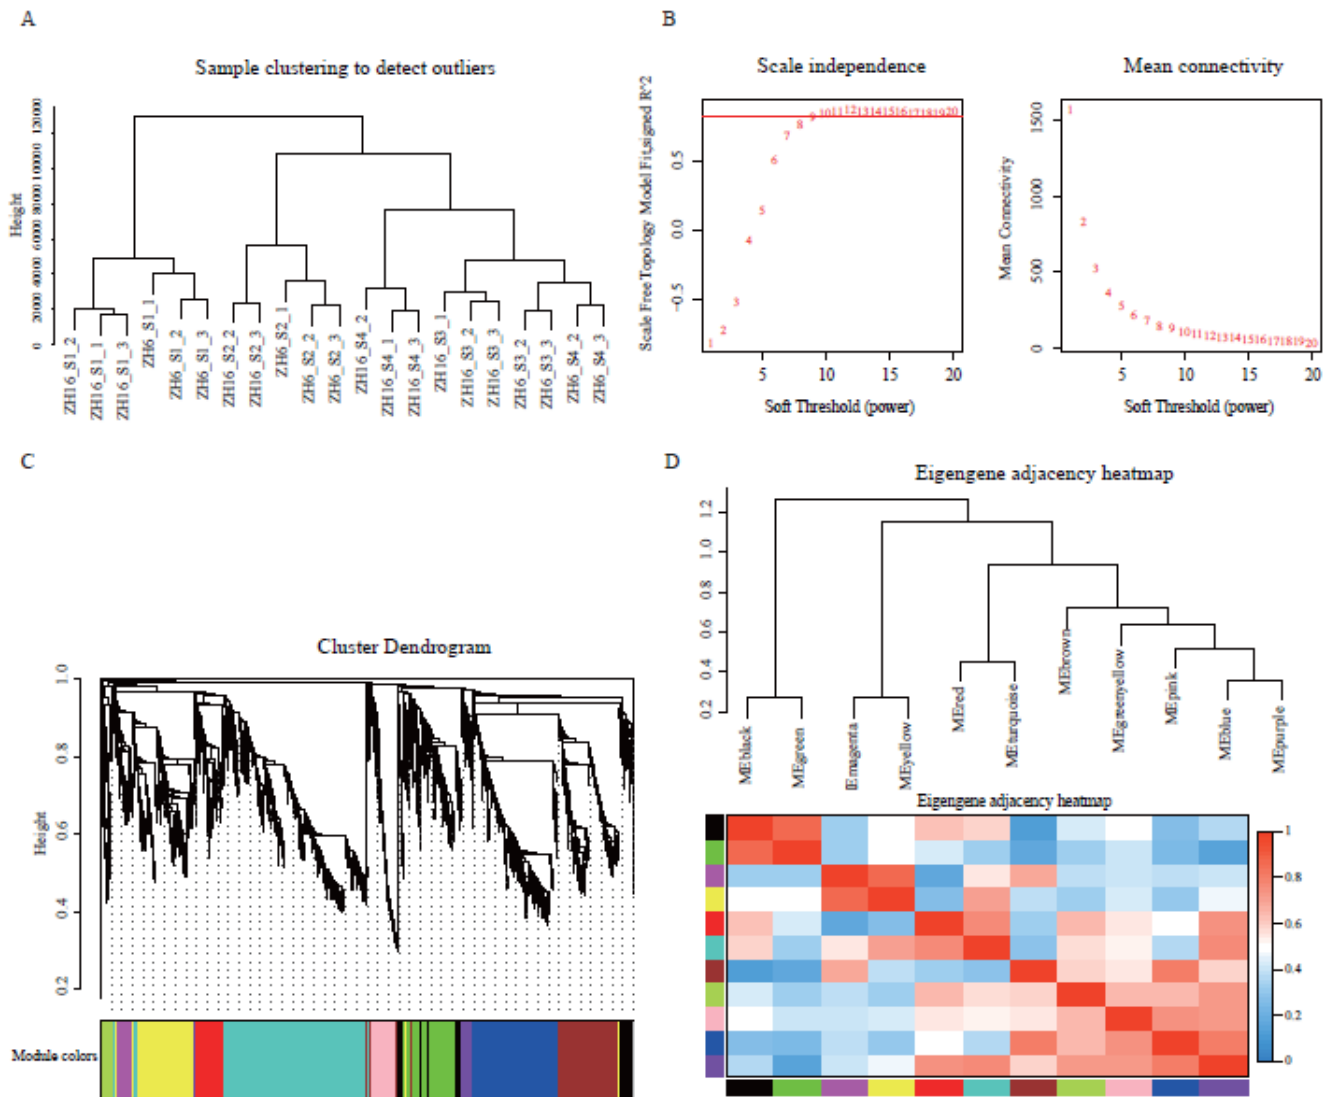 A
B
Sample clustering to detect outliers
Height
0 20000 40000 60000 80000 100000 120000
ZH16_S1_2
ZH16_S1_1
ZH16_S1_3
ZH6_S1_1
ZH6_S1_2
ZH6_S1_3
ZH16_S2_2
ZH16_S2_3
ZH6_S2_1
ZH6_S2_2
ZH6_S2_3
ZH16_S4_2
ZH16_S4_1
ZH16_S4_3
ZH16_S3_1
ZH16_S3_2
ZH16_S3_3
ZH6_S3_2
ZH6_S3_3
ZH6_S4_2
ZH6_S4_3
Scale independence
Scale Free Topology Model Fit,signed R^2
-0.5 0.0 0.5
1 2 3 4 5 6 7 8 9 10 11 12 13 14 15 16 17 18 19 20
5 10 15 20
Soft Threshold (power)
Mean connectivity
Mean Connectivity
0 500 1000 1500
1 2 3 4 5 6 7 8 9 10 11 12 13 14 15 16 17 18 19 20
5 10 15 20
Soft Threshold (power)
C
D
Cluster Dendrogram
Height
0.2 0.4 0.6 0.8 1.0
Module colors
Eigengene adjacency heatmap
0.2 0.4 0.6 0.8 1.0 1.2
MEblack
MEgreen
Emagenta
MEyellow
MEred
MEturquoise
MEbrown
MEgreenyellow
MEpink
MEblue
MEpurple
Eigengene adjacency heatmap
1
0.8
0.6
0.4
0.2
0